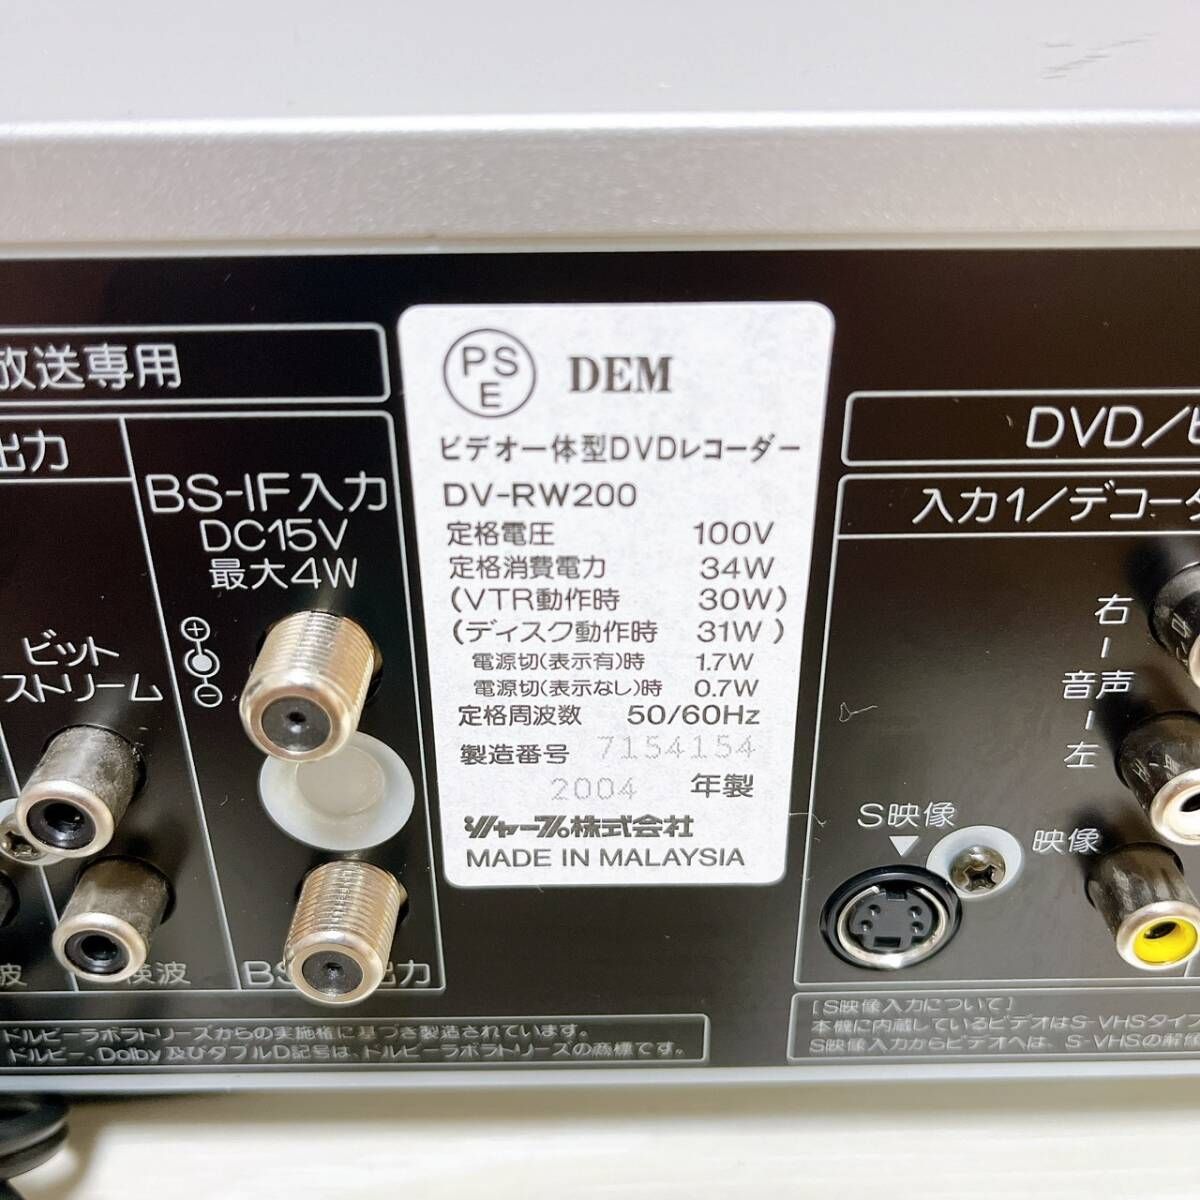 放送専用
出力
BS-IF入力
DC15V
最大4W
ビット
ストリーム
検波
波
出力
PS
E
DEM
ビデオ一体型DVDレコーダー
DV-RW200
定格電圧 100V
定格消費電力 34W
(VTR動作時 30W)
(ディスク動作時 31W)
電源切(表示有)時 1.7W
電源切(表示なし)時 0.7W
定格周波数 50/60Hz
製造番号 7154154
2004 年製
シャープ株式会社
MADE IN MALAYSIA
DVD/ビ
入力1/デコーダ
右
音声
左
S映像
映像
ドルビーラボラトリーズからの実施権に基づき製造されています。
ドルビー、Dolby及びダブルD記号は、ドルビーラボラトリーズの商標です。
[S映像入力について]
本機に内蔵しているビデオはS-VHSタイプ
S映像入力からビデオへは、S-VHSの解像